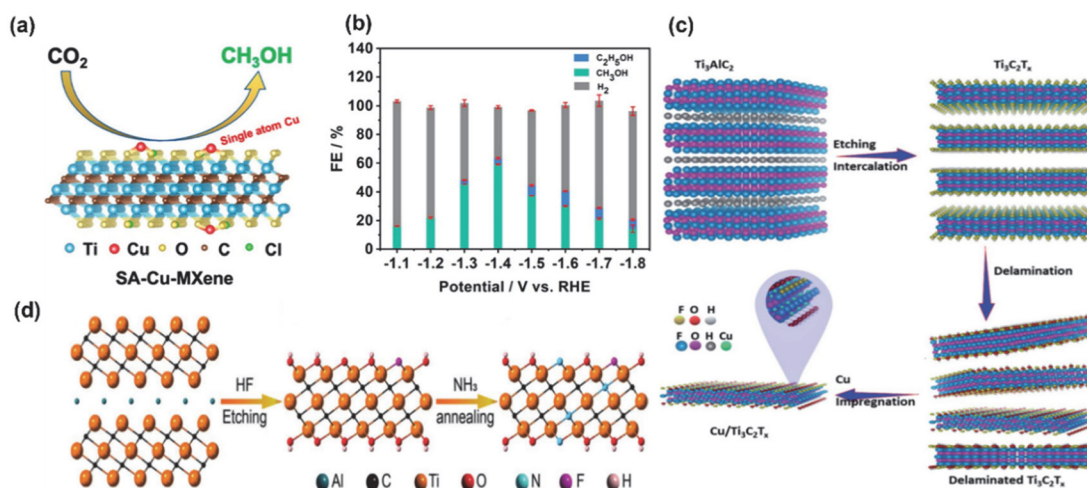 (a)
CO₂
CH₃OH
Single atom Cu
Ti Cu O C Cl
SA-Cu-MXene
(b)
C₂H₅OH
CH₃OH
H₂
FE / %
140
120
100
80
60
40
20
0
-1.1 -1.2 -1.3 -1.4 -1.5 -1.6 -1.7 -1.8
Potential / V vs. RHE
(c)
Ti₃AlC₂
Etching
Intercalation
Ti₃C₂Tₓ
Delamination
Delaminated Ti₃C₂Tₓ
Cu
Impregnation
F O H
F O H Cu
Cu/Ti₃C₂Tₓ
(d)
HF
Etching
NH₃
annealing
Al C Ti O N F H